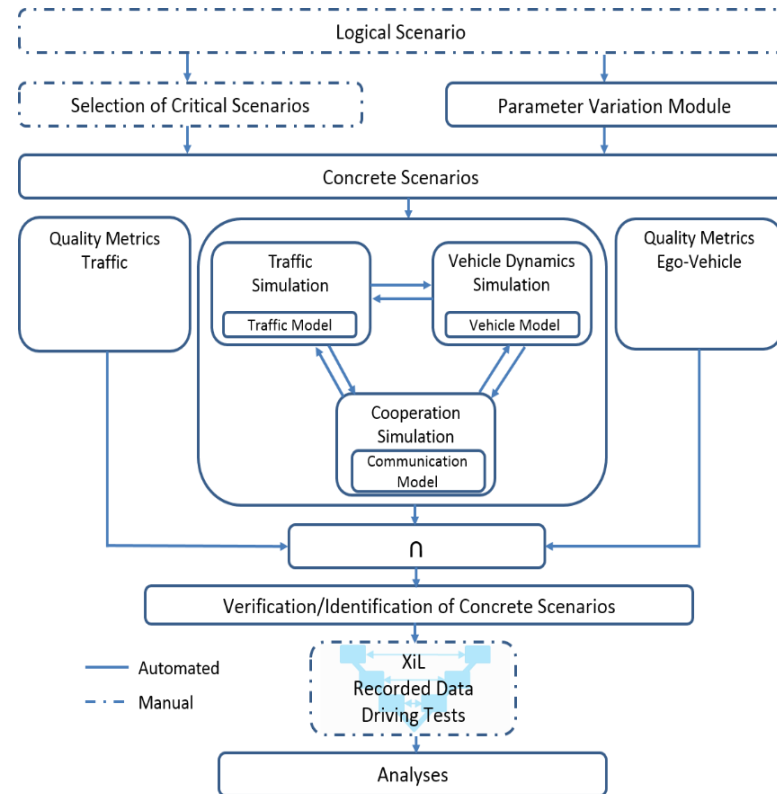 Logical Scenario
Selection of Critical Scenarios
Parameter Variation Module
Concrete Scenarios
Quality Metrics
Traffic
Traffic
Simulation
Traffic Model
Vehicle Dynamics
Simulation
Vehicle Model
Quality Metrics
Ego-Vehicle
Cooperation
Simulation
Communication
Model
∩
Verification/Identification of Concrete Scenarios
Automated
Manual
XiL
Recorded Data
Driving Tests
Analyses